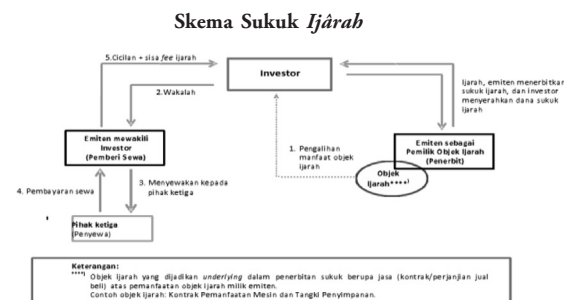 Skema Sukuk Ijârah
5.Cicilan + sisa fee ijarah
Investor
2.Wakalah
Ijarah, emiten menerbitkan
sukuk ijarah, dan investor
menyerahkan dana sukuk
ijarah
Emiten mewakili
Investor
(Pemberi Sewa)
1. Pengalihan
manfaat objek
ijarah
Emiten sebagai
Pemilik Objek Ijarah
(Penerbit)
Objek
Ijarah****)
4. Pembayaran sewa
3. Menyewakan kepada
pihak ketiga
Pihak ketiga
(Penyewa)
Keterangan:
****) Objek ijarah yang dijadikan underlying dalam penerbitan sukuk berupa jasa (kontrak/perjanjian jual
beli) atas pemanfaatan objek ijarah milik emiten.
Contoh objek Ijarah: Kontrak Pemanfaatan Mesin dan Tangki Penyimpanan.